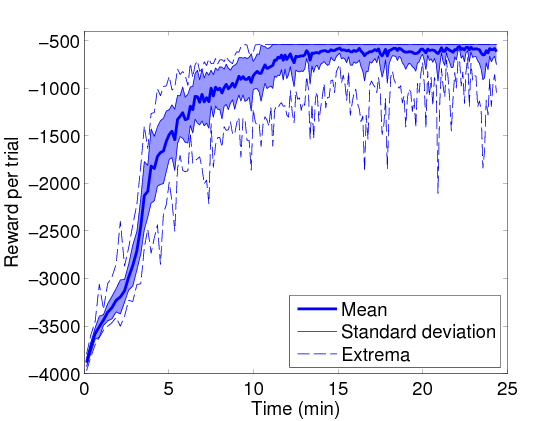 −500
−1000
−1500
−2000
−2500
−3000
−3500
−4000
Reward per trial
Mean
Standard deviation
Extrema
0 5 10 15 20 25
Time (min)